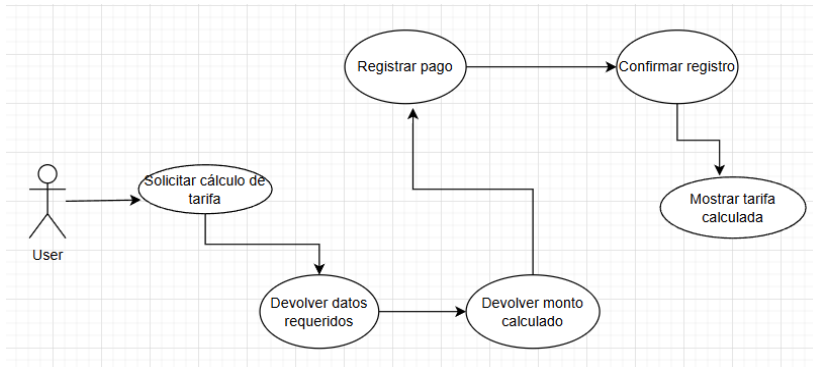 User
Solicitar cálculo de
tarifa
Devolver datos
requeridos
Devolver monto
calculado
Registrar pago
Confirmar registro
Mostrar tarifa
calculada